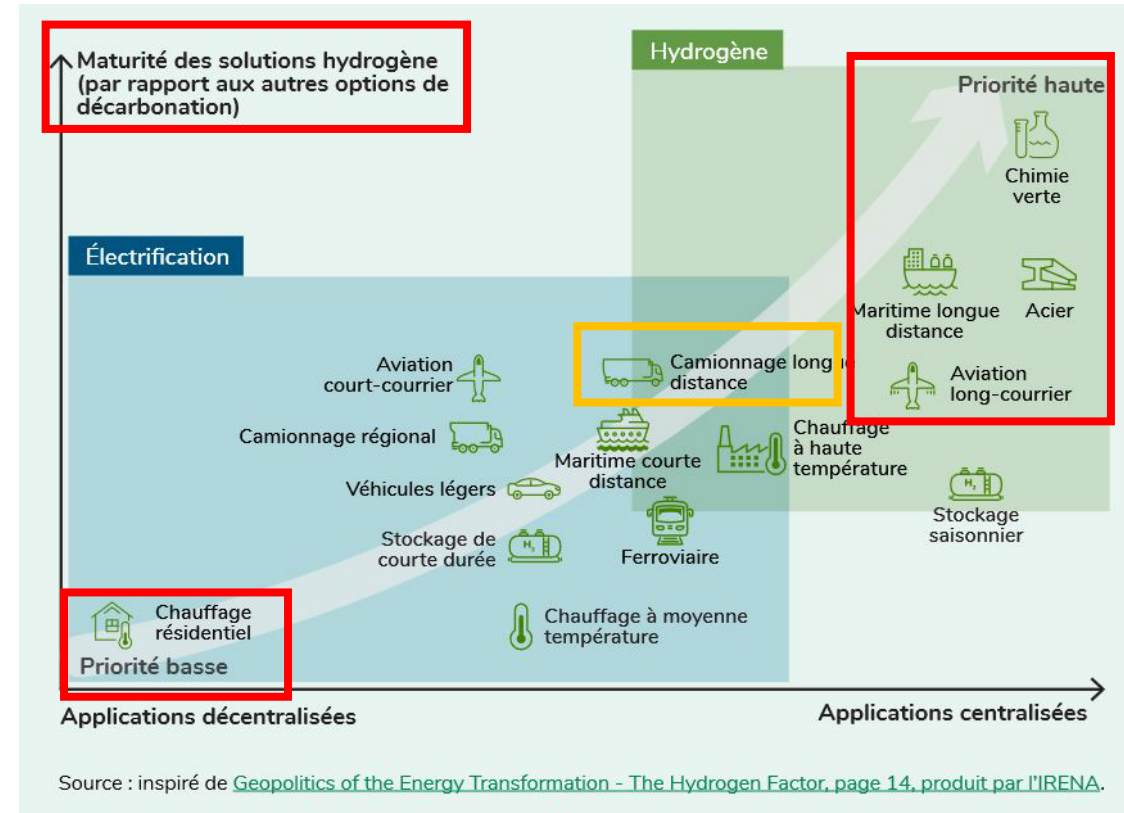 Maturité des solutions hydrogène
(par rapport aux autres options de
décarbonation)
Hydrogène
Priorité haute
Chimie
verte
Électrification
Maritime longue
distance
Acier
Aviation
court-courrier
Camionnage longue
distance
Aviation
long-courrier
Camionnage régional
Maritime courte
distance
Chauffage
à haute
température
Véhicules légers
H₂
Stockage
saisonnier
Stockage de
courte durée
H₂
Ferroviaire
Chauffage
résidentiel
Chauffage à moyenne
température
Priorité basse
Applications décentralisées
Applications centralisées
Source : inspiré de Geopolitics of the Energy Transformation - The Hydrogen Factor, page 14, produit par l'IRENA.